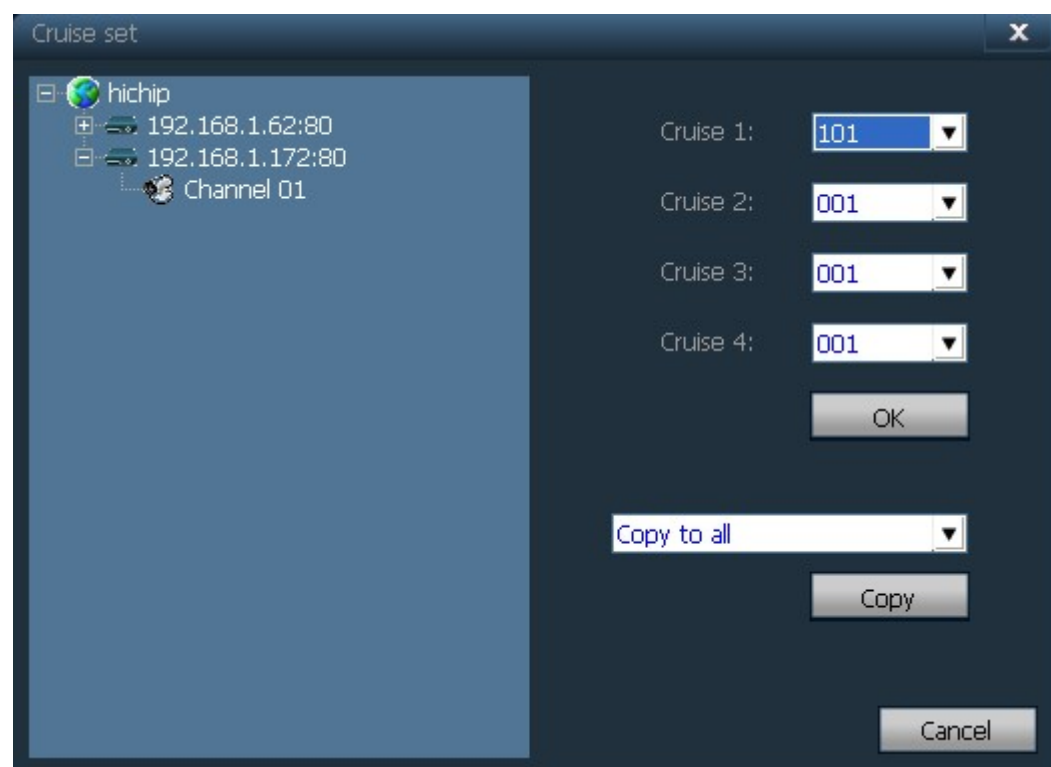 Cruise set
hichip
192.168.1.62:80
192.168.1.172:80
Channel 01
Cruise 1: 101
Cruise 2: 001
Cruise 3: 001
Cruise 4: 001
OK
Copy to all
Copy
Cancel